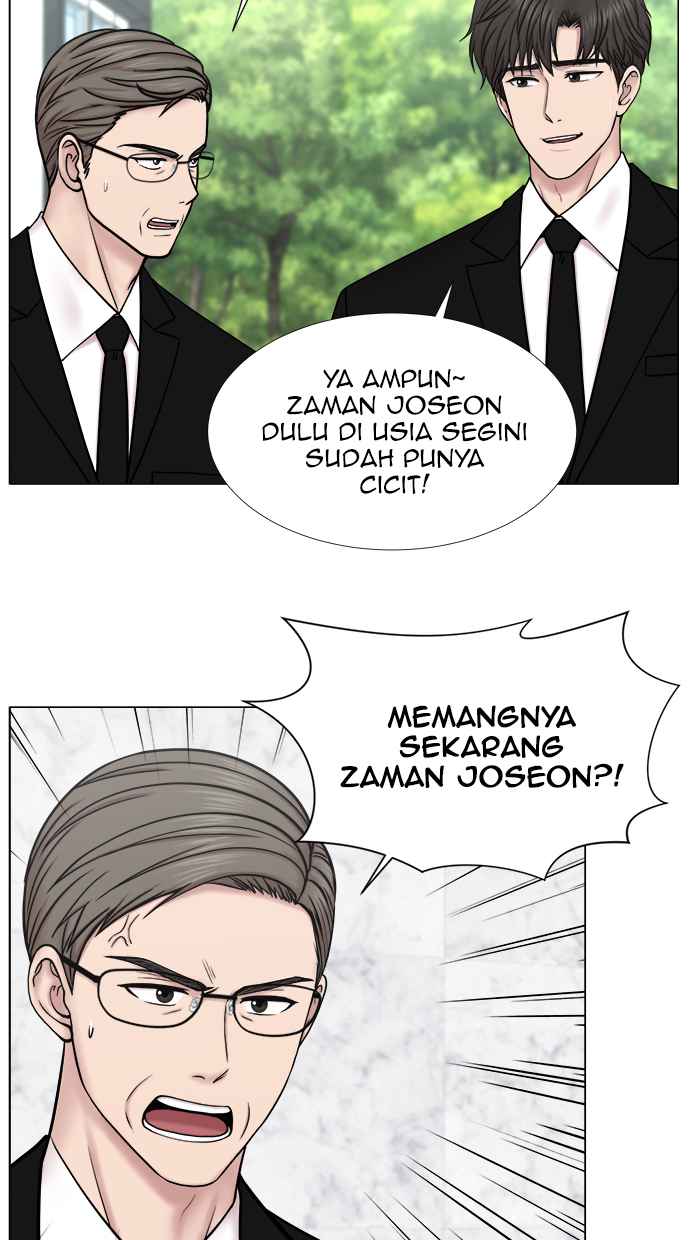 YA AMPUN~
ZAMAN JOSEON
DULU DI USIA SEGINI
SUDAH PUNYA
CICIT!
MEMANGNYA
SEKARANG
ZAMAN JOSEON?!